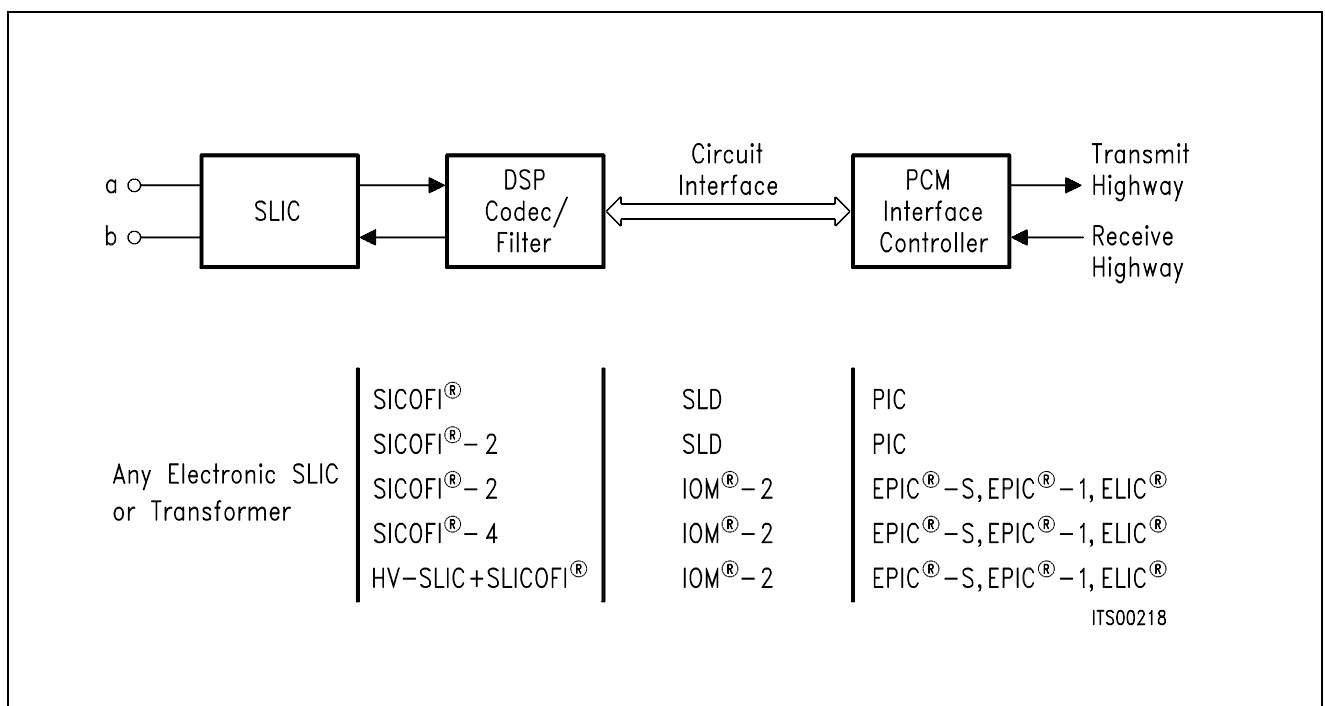 a
b
SLIC
DSP
Codec/
Filter
Circuit
Interface
PCM
Interface
Controller
Transmit
Highway
Receive
Highway
Any Electronic SLIC
or Transformer
SICOFI® SLD PIC
SICOFI®-2 SLD PIC
SICOFI®-2 IOM®-2 EPIC®-S, EPIC®-1, ELIC®
SICOFI®-4 IOM®-2 EPIC®-S, EPIC®-1, ELIC®
HV-SLIC+SLICOFI® IOM®-2 EPIC®-S, EPIC®-1, ELIC®
ITS00218